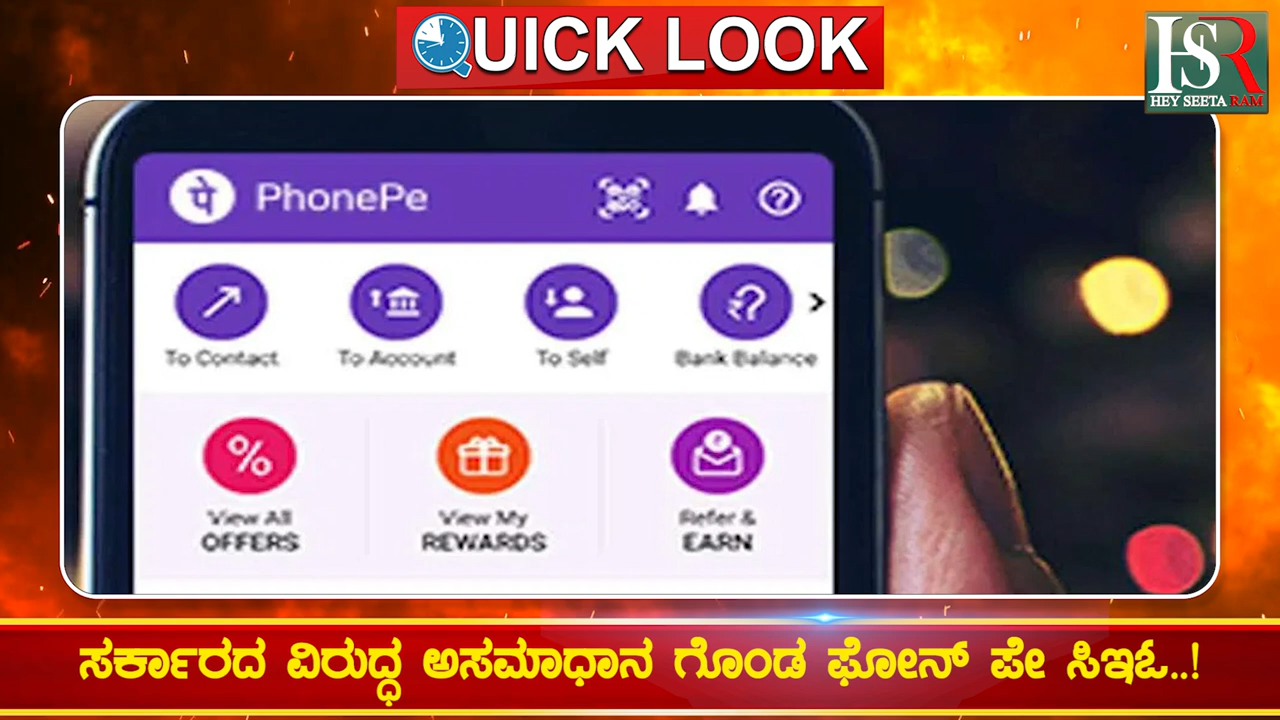 QUICK LOOK
HSR
HEY SEETA RAM
पे PhonePe
To Contact To Account To Self Bank Balance
View All View My Refer &
OFFERS REWARDS EARN
ಸರ್ಕಾರದ ವಿರುದ್ಧ ಅಸಮಾಧಾನ ಗೊಂಡ ಫೋನ್ ಪೇ ಸಿಇಓ..!